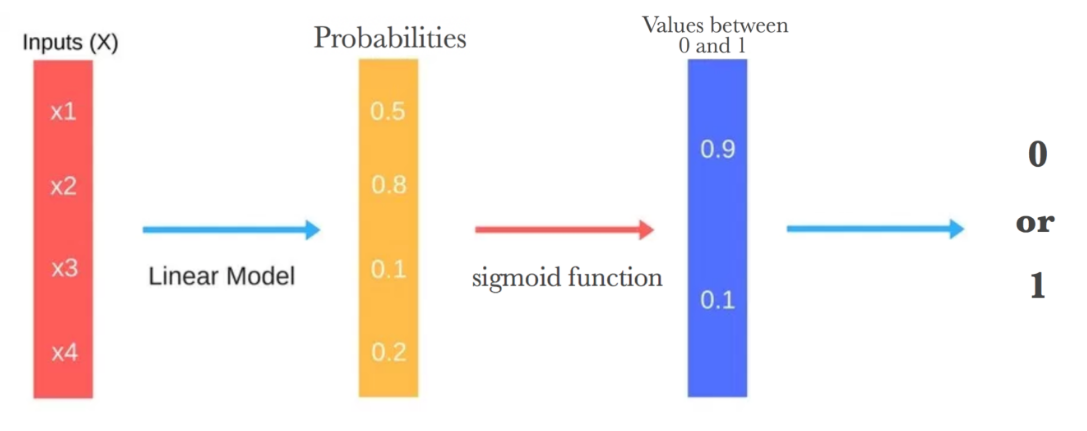 Inputs (X)
x1
x2
x3
x4
Linear Model
Probabilities
0.5
0.8
0.1
0.2
sigmoid function
Values between
0 and 1
0.9
0.1
0
or
1